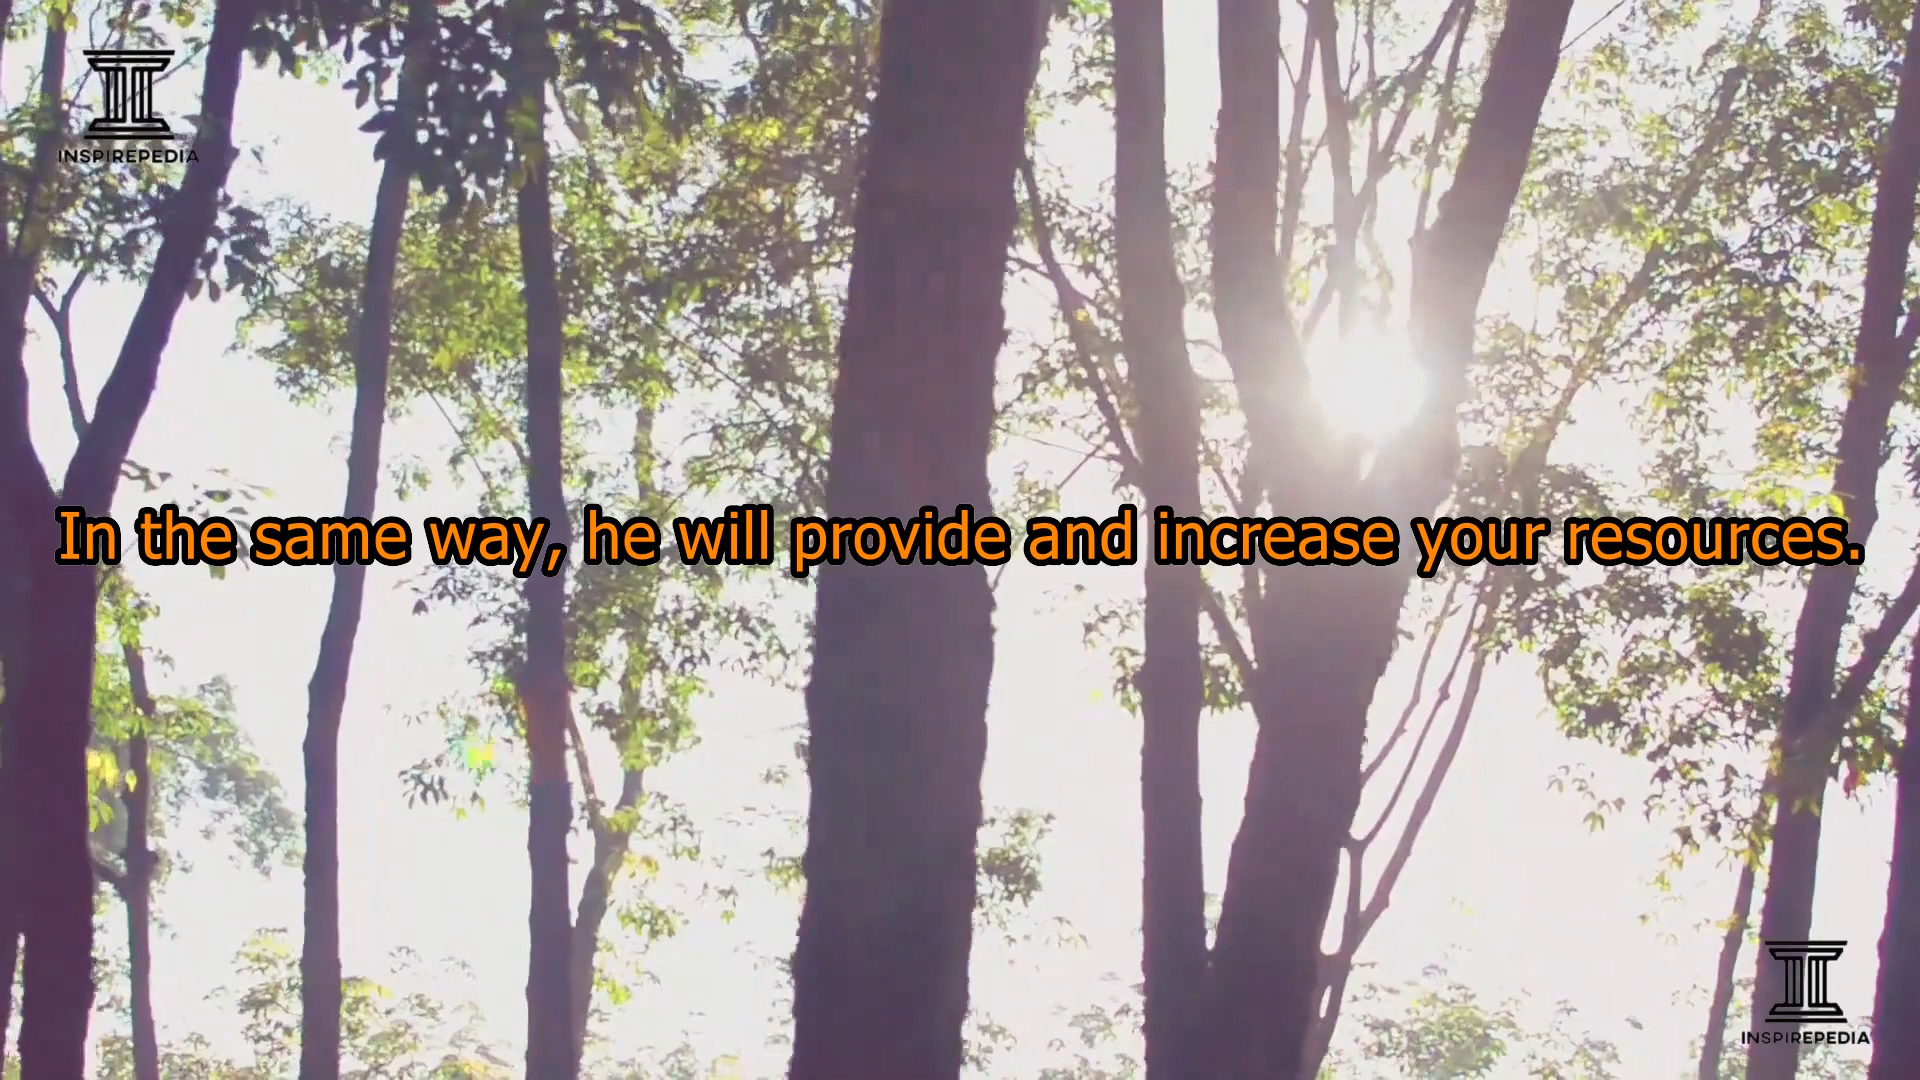 INSPIREPEDIA
In the same way, he will provide and increase your resources.
INSPIREPEDIA